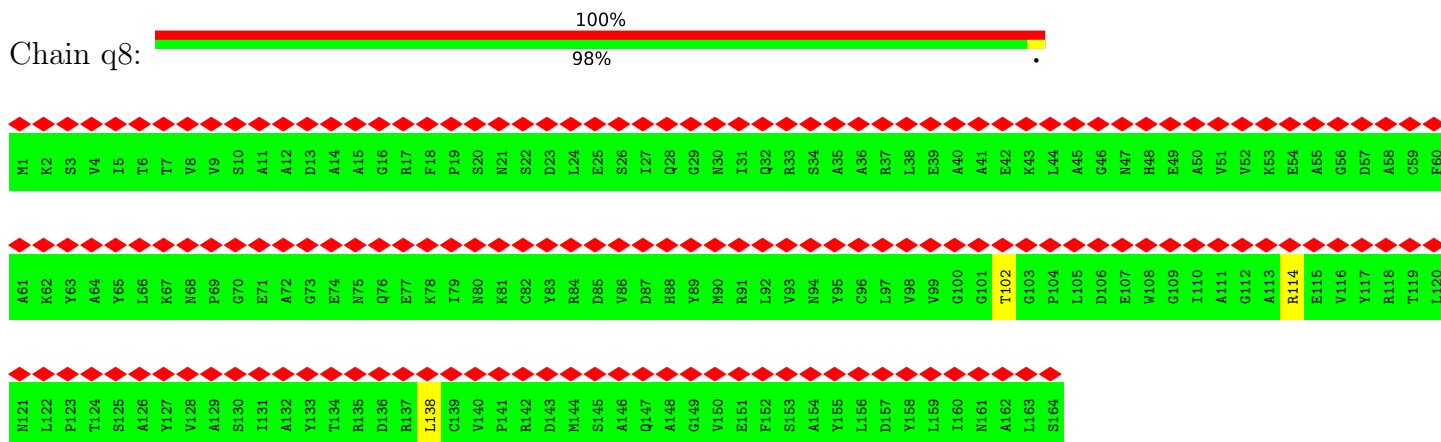 100%
Chain q8:
98%
.
M1 K2 S3 V4 I5 T6 T7 V8 V9 S10 A11 A12 D13 A14 A15 G16 R17 F18 P19 S20 N21 S22 D23 L24 E25 S26 I27 Q28 G29 N30 I31 Q32 R33 S34 A35 A36 R37 L38 E39 A40 A41 E42 K43 L44 A45 G46 N47 H48 E49 A50 V51 V52 K53 E54 A55 G56 D57 A58 C59 F60
A61 K62 Y63 A64 Y65 L66 K67 N68 P69 G70 E71 A72 G73 E74 N75 Q76 E77 K78 I79 N80 K81 C82 Y83 R84 D85 V86 D87 H88 Y89 M90 R91 L92 V93 N94 Y95 C96 L97 V98 V99 G100 G101 T102 G103 P104 L105 D106 E107 W108 G109 I110 A111 G112 A113 R114 E115 V116 Y117 R118 T119 L120
N121 L122 P123 T124 S125 A126 Y127 V128 A129 S130 I131 A132 Y133 T134 R135 D136 R137 L138 C139 V140 P141 R142 D143 M144 S145 A146 Q147 A148 G149 V150 E151 F152 S153 A154 Y155 L156 D157 Y158 L159 I160 N161 A162 L163 S164